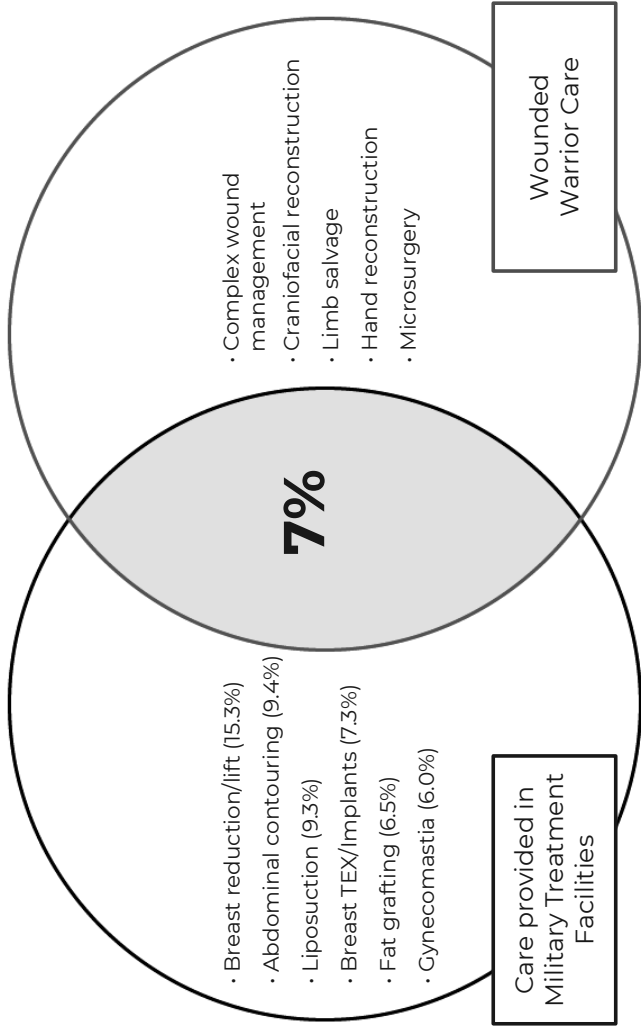 · Breast reduction/lift (15.3%)
· Abdominal contouring (9.4%)
· Liposuction (9.3%)
· Breast TEX/Implants (7.3%)
· Fat grafting (6.5%)
· Gynecomastia (6.0%)
Care provided in
Military Treatment
Facilities
7%
· Complex wound
management
· Craniofacial reconstruction
· Limb salvage
· Hand reconstruction
· Microsurgery
Wounded
Warrior Care